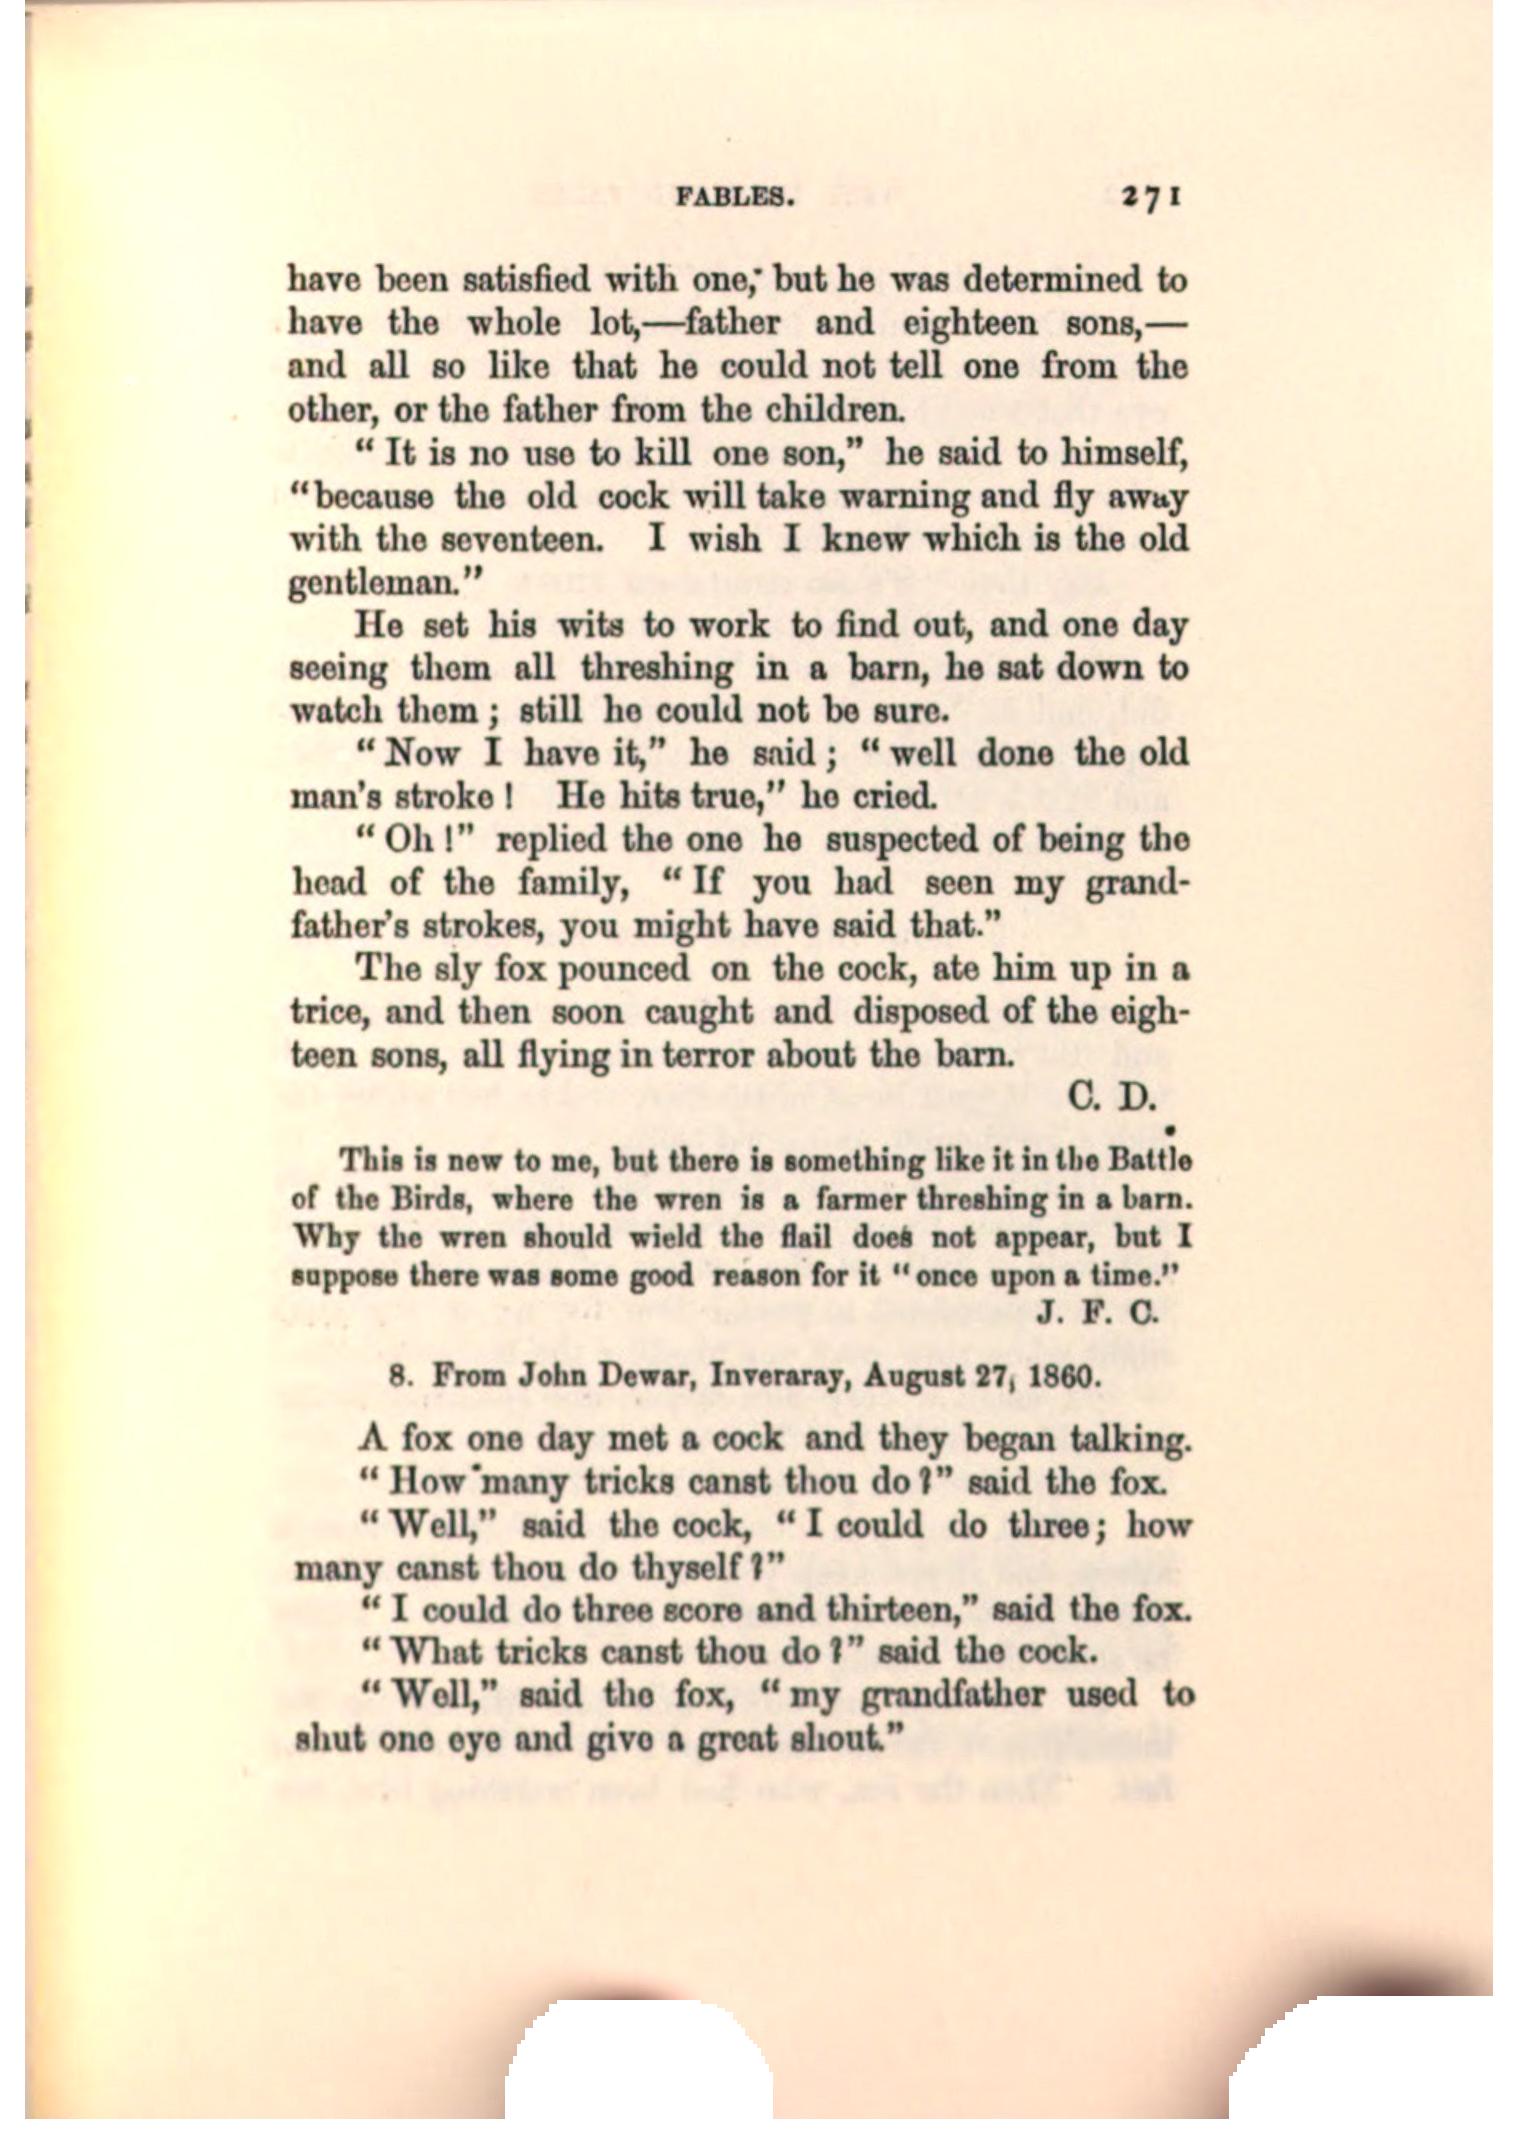 FABLES. 271
have been satisfied with one; but he was determined to
have the whole lot,—father and eighteen sons,—
and all so like that he could not tell one from the
other, or the father from the children.
“ It is no use to kill one son,” he said to himself,
“because the old cock will take warning and fly away
with the seventeen. I wish I knew which is the old
gentleman.”
He set his wits to work to find out, and one day
seeing them all threshing in a barn, he sat down to
watch them ; still he could not be sure.
“ Now I have it,” he said ; “ well done the old
man's stroke ! He hits true,” he cried.
“ Oh !” replied the one he suspected of being the
head of the family, “ If you had seen my grand-
father's strokes, you might have said that.”
The sly fox pounced on the cock, ate him up in a
trice, and then soon caught and disposed of the eigh-
teen sons, all flying in terror about the barn.
C. D.
This is new to me, but there is something like it in the Battle
of the Birds, where the wren is a farmer threshing in a barn.
Why the wren should wield the flail does not appear, but I
suppose there was some good reason for it “ once upon a time.”
J. F. C.
8. From John Dewar, Inveraray, August 27, 1860.
A fox one day met a cock and they began talking.
“ How many tricks canst thou do ?” said the fox.
“ Well,” said the cock, “ I could do three; how
many canst thou do thyself ?”
“ I could do three score and thirteen,” said the fox.
“ What tricks canst thou do ?” said the cock.
“ Well,” said the fox, “ my grandfather used to
shut one eye and give a great shout.”